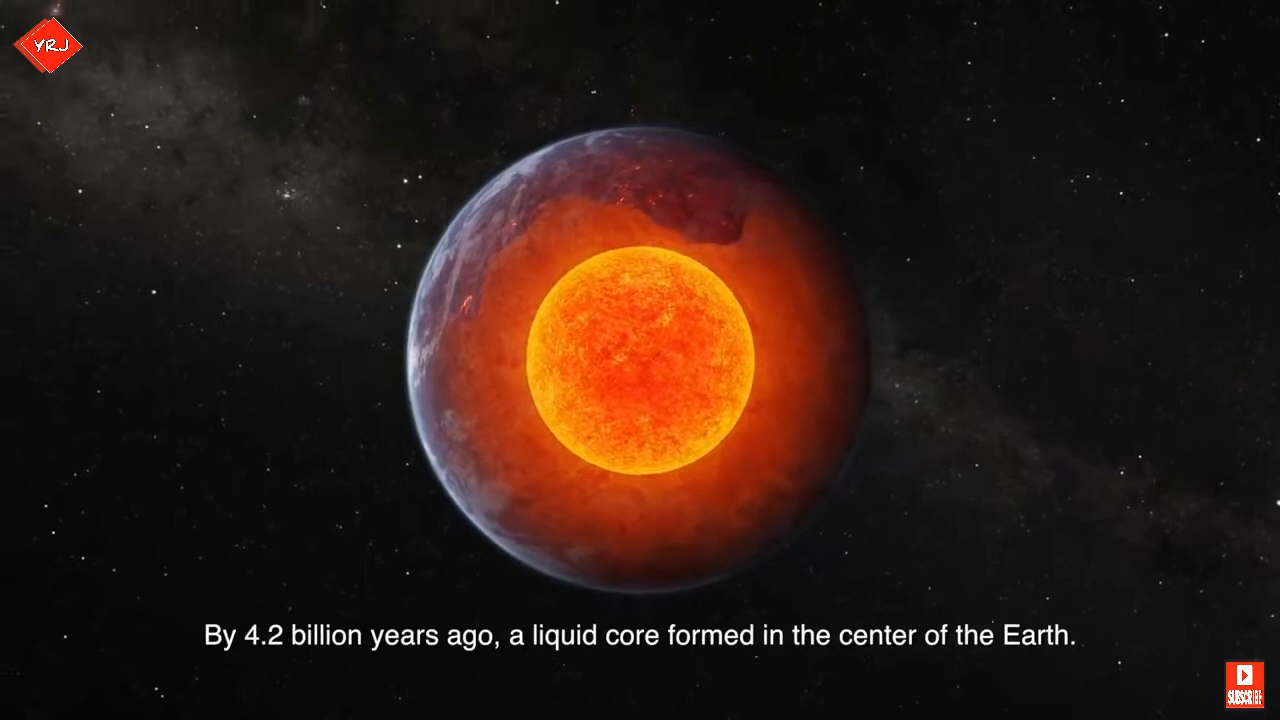 YRJ
By 4.2 billion years ago, a liquid core formed in the center of the Earth.
SUBSCRIBE